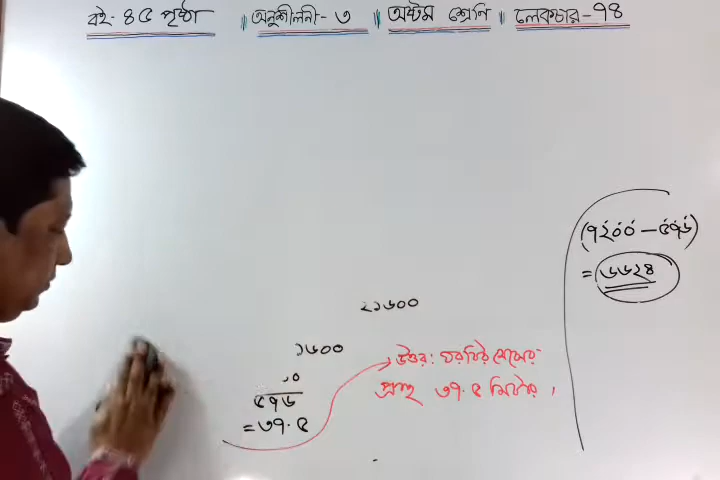 বই- ৪৫ পৃষ্ঠা || অনুশীলনী- ৩ || অষ্টম শ্রেণি || লেকচার-৭৪
(৭২০০ - ৫৭৬)
= ৬৬২৪
২১৬০০
১৬০০
৫৭৬
= ৩৭.৫
উত্তর:
প্রস্থ ৩৭.৫ মিটার।